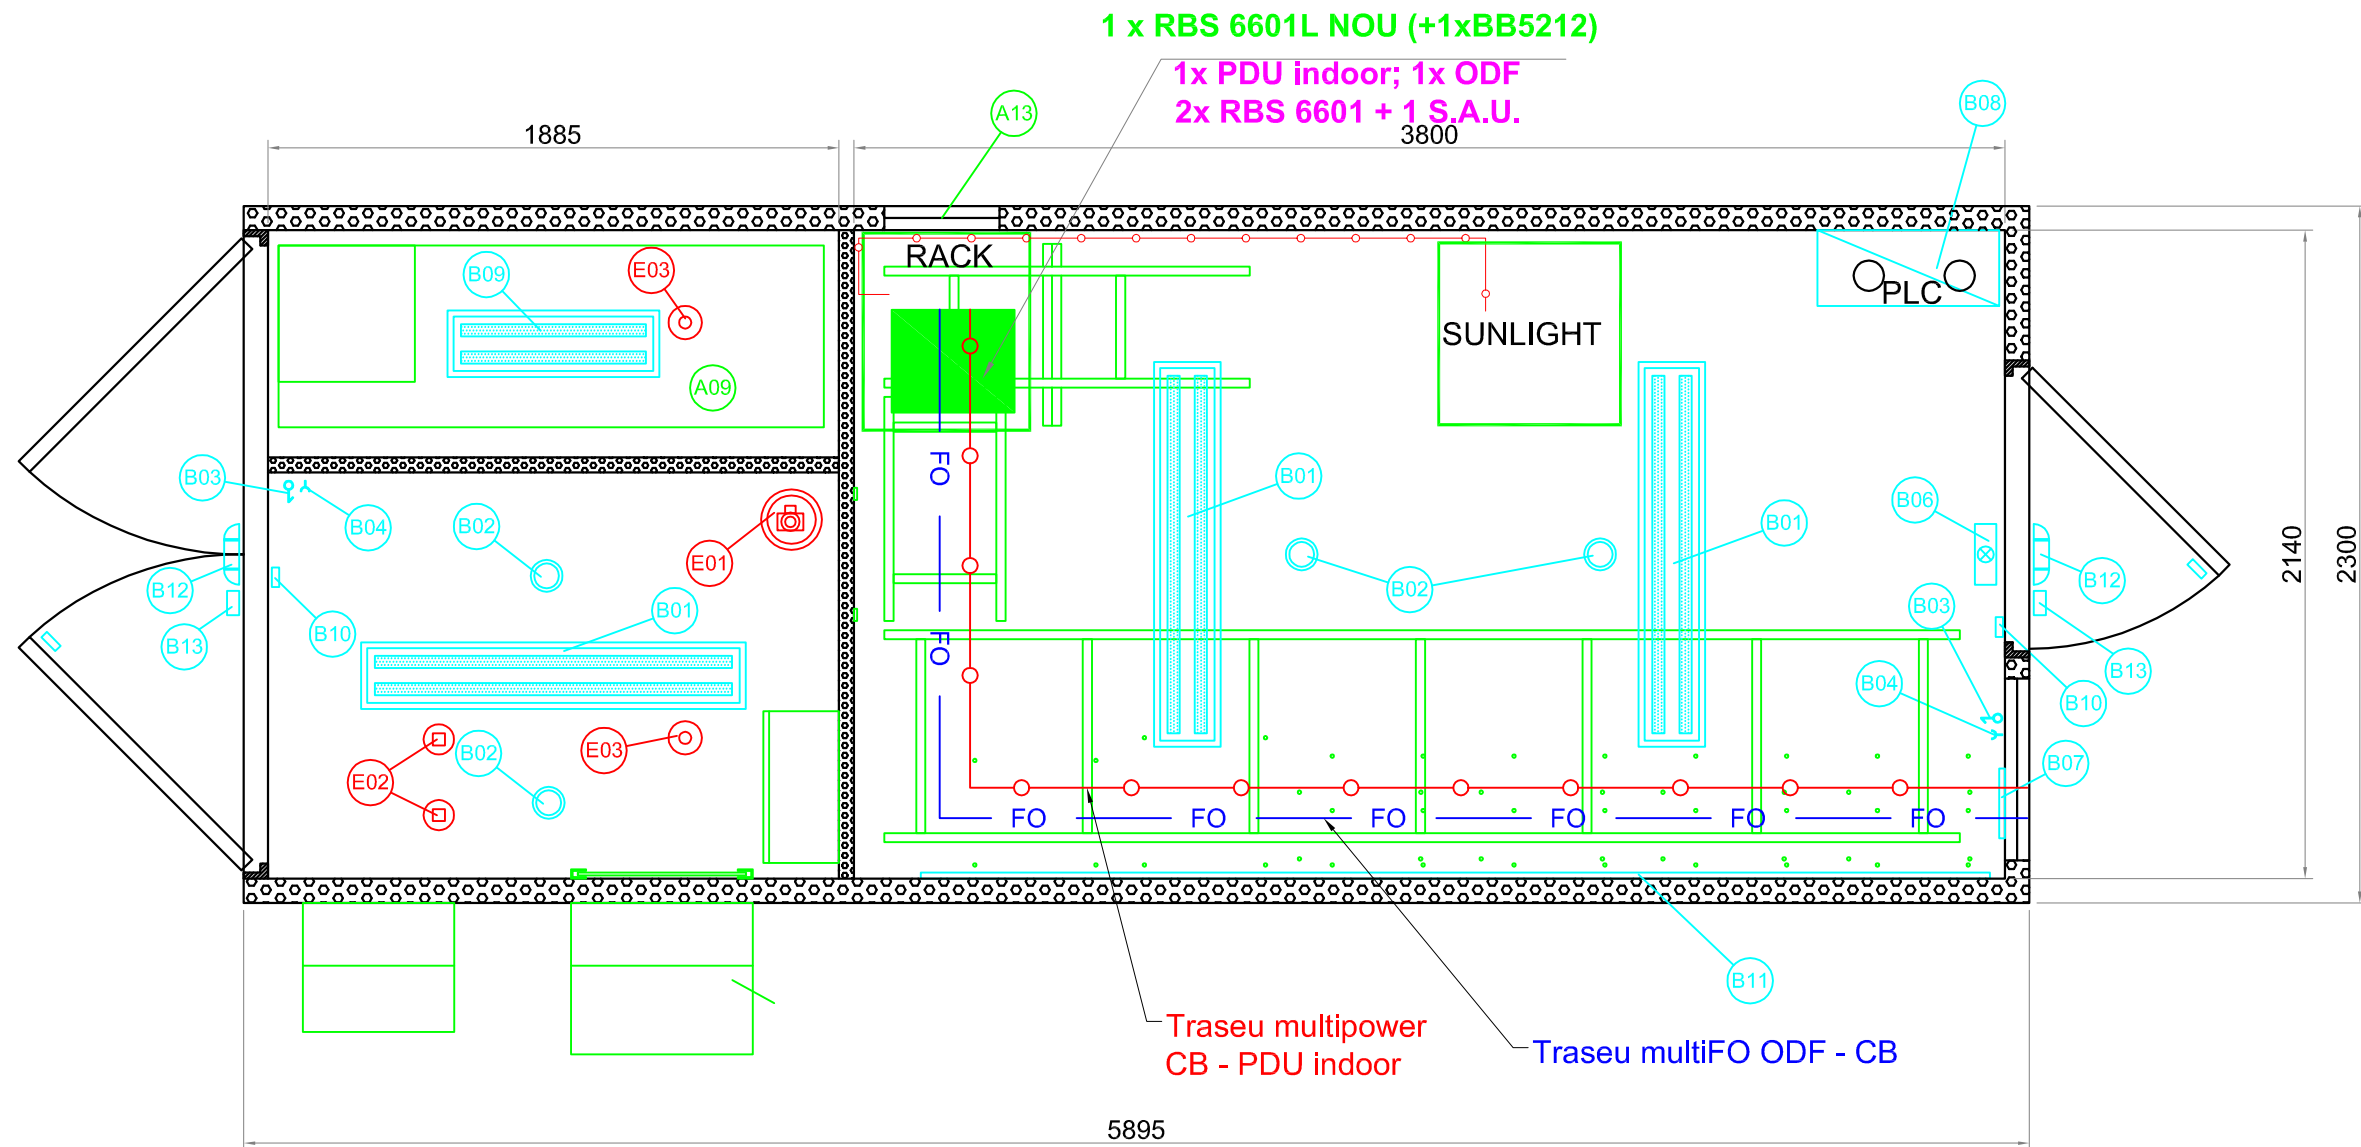 1 x RBS 6601L NOU (+1xBB5212)
1x PDU indoor; 1x ODF
2x RBS 6601 + 1 S.A.U.
A13
B08
1885
3800
RACK
PLC
SUNLIGHT
B09
E03
A09
B03
B04
B02
E01
B12
B13
B10
B01
E02
B02
E03
FO
FO
B01
B02
B01
B06
B03
B04
B12
B13
B10
B07
2140
2300
FO
FO
FO
FO
FO
FO
B11
Traseu multipower
CB - PDU indoor
Traseu multiFO ODF - CB
5895